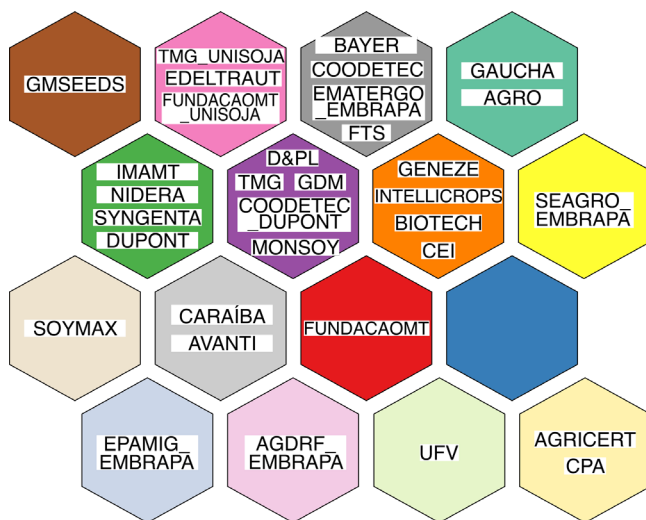 GMSEEDS
TMG_UNISOJA
EDELTRAUT
FUNDACAOMT
_UNISOJA
BAYER
COODETEC
EMATERGO
_EMBRAPA
FTS
GAUCHA
AGRO
IMAMT
NIDERA
SYNGENTA
DUPONT
D&PL
TMG GDM
COODETEC
_DUPONT
MONSOY
GENEZE
INTELLICROPS
BIOTECH
CEI
SEAGRO_
EMBRAPA
SOYMAX
CARAÍBA
AVANTI
FUNDACAOMT
EPAMIG_
EMBRAPA
AGDRF_
EMBRAPA
UFV
AGRICERT
CPA